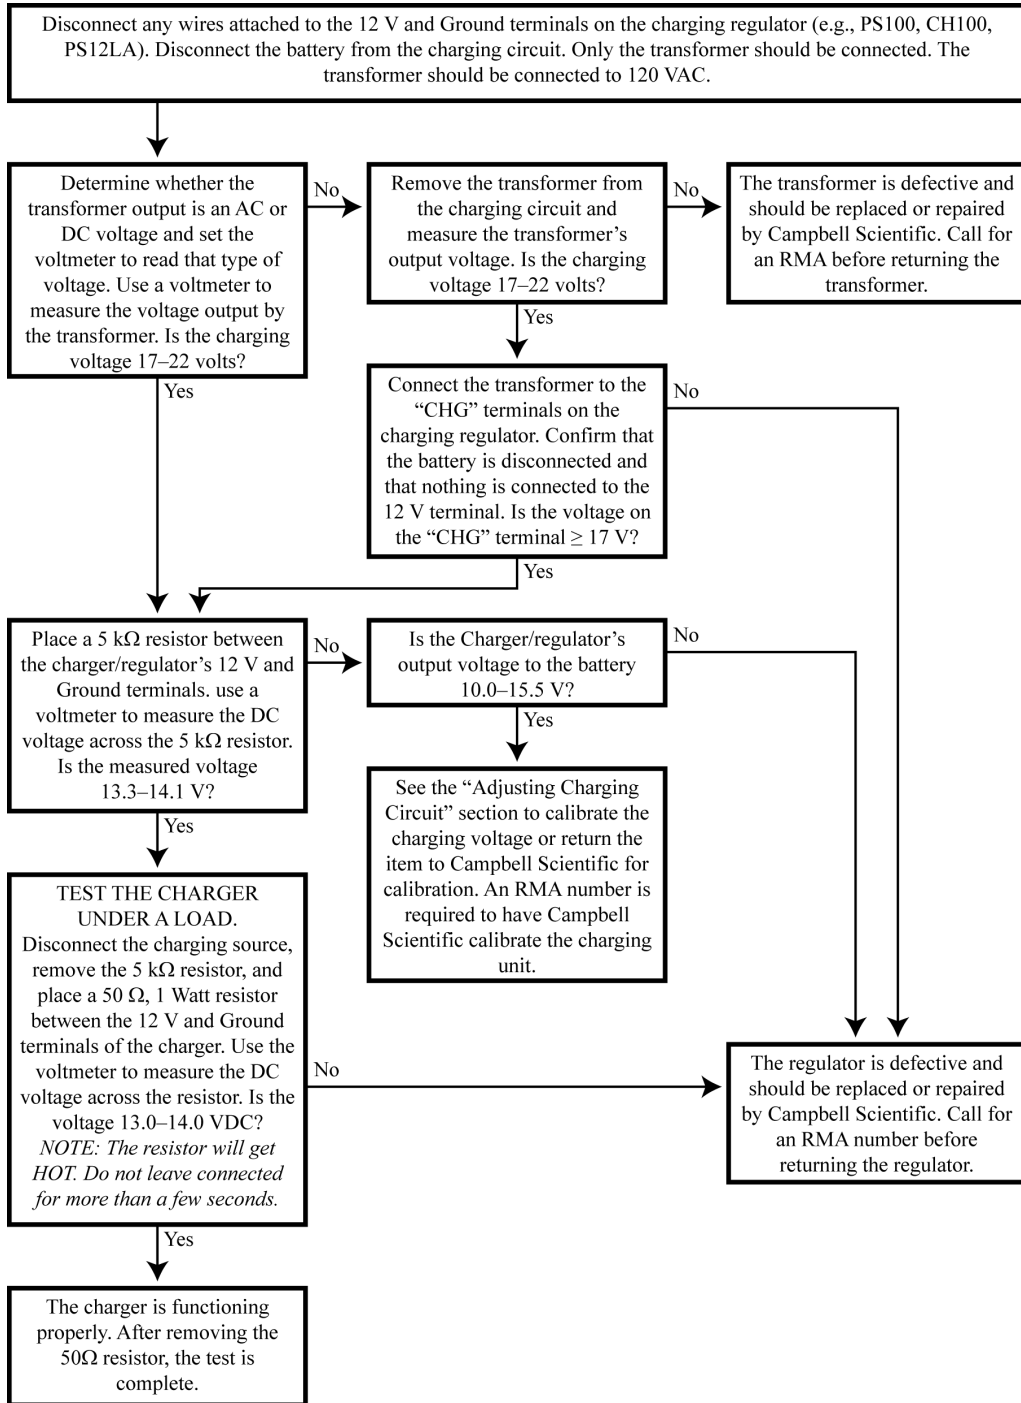 Disconnect any wires attached to the 12 V and Ground terminals on the charging regulator (e.g., PS100, CH100,
PS12LA). Disconnect the battery from the charging circuit. Only the transformer should be connected. The
transformer should be connected to 120 VAC.
Determine whether the
transformer output is an AC or
DC voltage and set the
voltmeter to read that type of
voltage. Use a voltmeter to
measure the voltage output by
the transformer. Is the charging
voltage 17–22 volts?
No
Remove the transformer from
the charging circuit and
measure the transformer’s
output voltage. Is the charging
voltage 17–22 volts?
No
The transformer is defective and
should be replaced or repaired
by Campbell Scientific. Call for
an RMA before returning the
transformer.
Yes
Yes
Connect the transformer to the
“CHG” terminals on the
charging regulator. Confirm that
the battery is disconnected and
that nothing is connected to the
12 V terminal. Is the voltage on
the “CHG” terminal ≥ 17 V?
No
Yes
Place a 5 kΩ resistor between
the charger/regulator’s 12 V and
Ground terminals. use a
voltmeter to measure the DC
voltage across the 5 kΩ resistor.
Is the measured voltage
13.3–14.1 V?
No
Is the Charger/regulator’s
output voltage to the battery
10.0–15.5 V?
No
Yes
Yes
See the “Adjusting Charging
Circuit” section to calibrate the
charging voltage or return the
item to Campbell Scientific for
calibration. An RMA number is
required to have Campbell
Scientific calibrate the charging
unit.
TEST THE CHARGER
UNDER A LOAD.
Disconnect the charging source,
remove the 5 kΩ resistor, and
place a 50 Ω, 1 Watt resistor
between the 12 V and Ground
terminals of the charger. Use the
voltmeter to measure the DC
voltage across the resistor. Is the
voltage 13.0–14.0 VDC?
NOTE: The resistor will get
HOT. Do not leave connected
for more than a few seconds.
No
The regulator is defective and
should be replaced or repaired
by Campbell Scientific. Call for
an RMA number before
returning the regulator.
Yes
The charger is functioning
properly. After removing the
50Ω resistor, the test is
complete.